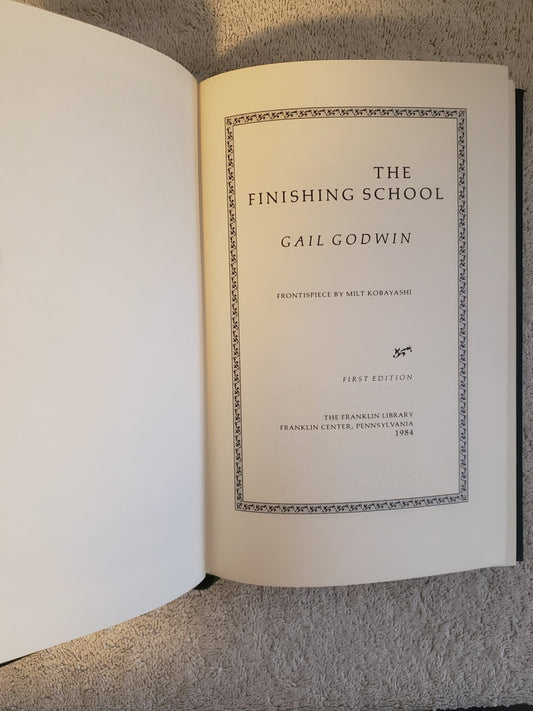 THE
FINISHING SCHOOL
GAIL GODWIN
FRONTISPIECE BY MILT KOBAYASHI
FIRST EDITION
THE FRANKLIN LIBRARY
FRANKLIN CENTER, PENNSYLVANIA
1984